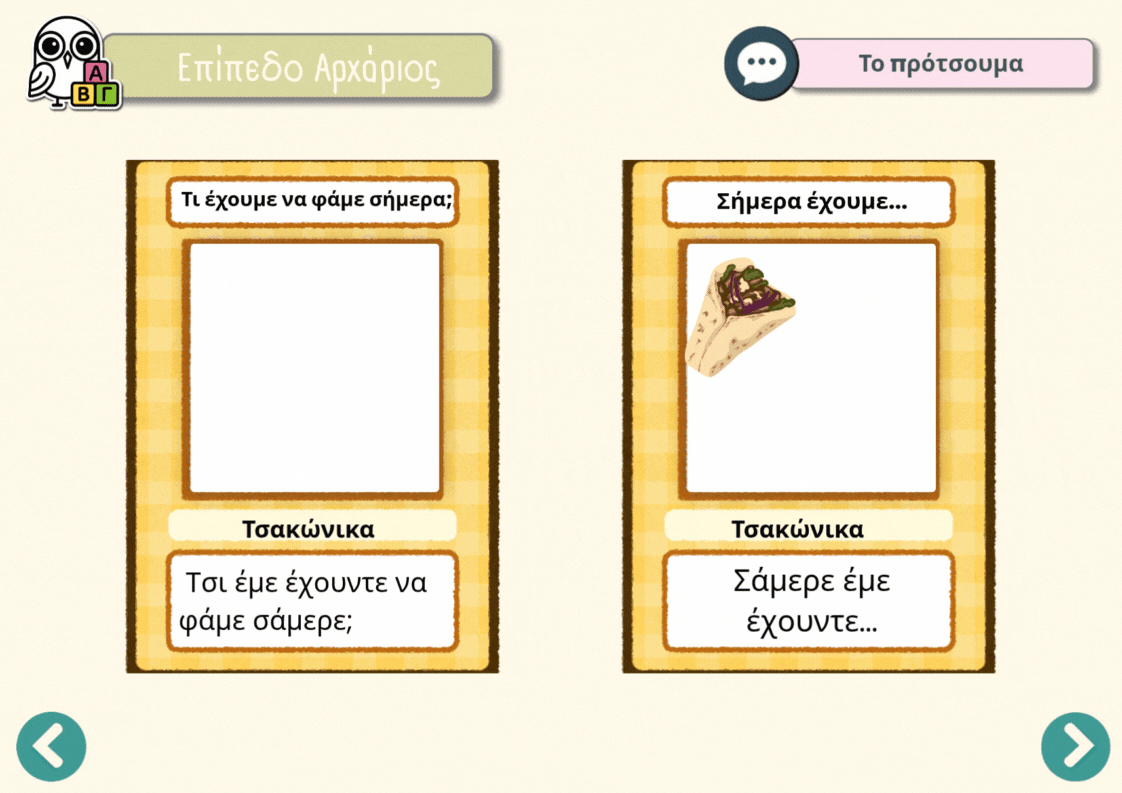 Επίπεδο Αρχάριος
Α
Β Γ
Το πρότσουμα
Τι έχουμε να φάμε σήμερα;
Τσακώνικα
Τσι έμε έχουντε να
φάμε σάμερε;
Σήμερα έχουμε...
Τσακώνικα
Σάμερε έμε
έχουντε...